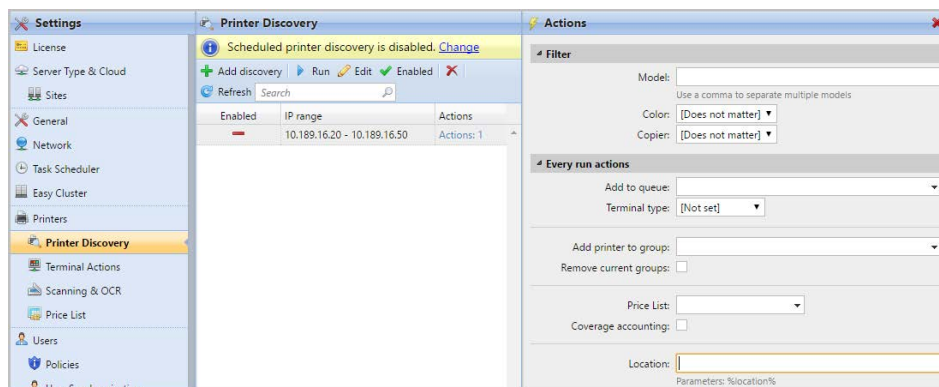 Settings
License
Server Type & Cloud
Sites
General
Network
Task Scheduler
Easy Cluster
Printers
Printer Discovery
Terminal Actions
Scanning & OCR
Price List
Users
Policies
Printer Discovery
Scheduled printer discovery is disabled. Change
Add discovery Run Edit Enabled
Refresh Search
Enabled IP range Actions
10.189.16.20 - 10.189.16.50 Actions: 1
Actions
Filter
Model:
Use a comma to separate multiple models
Color: [Does not matter]
Copier: [Does not matter]
Every run actions
Add to queue:
Terminal type: [Not set]
Add printer to group:
Remove current groups:
Price List:
Coverage accounting:
Location:
Parameters: %location%